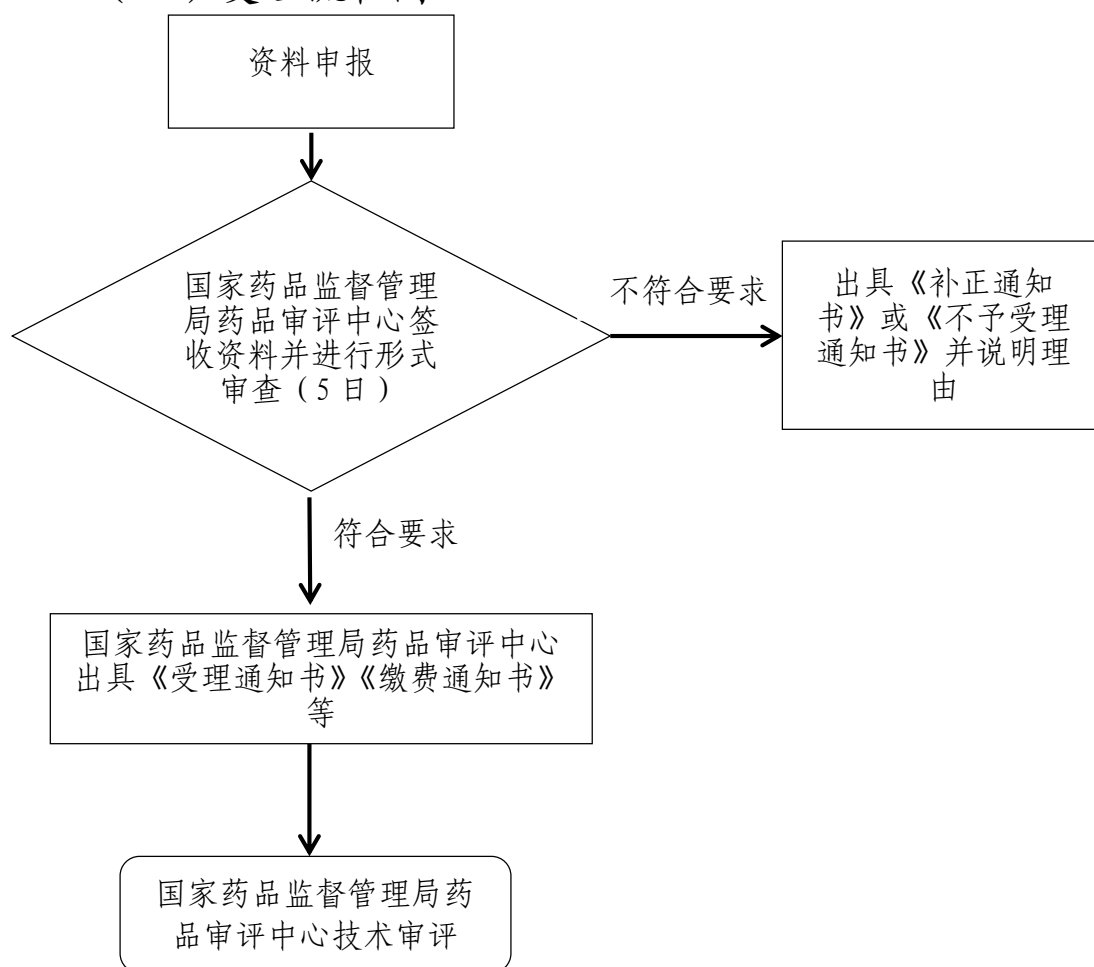 资料申报
国家药品监督管理
局药品审评中心签
收资料并进行形式
审查（5日）
不符合要求
出具《补正通知
书》或《不予受理
通知书》并说明理
由
符合要求
国家药品监督管理局药品审评中心
出具《受理通知书》《缴费通知书》
等
国家药品监督管理局药
品审评中心技术审评